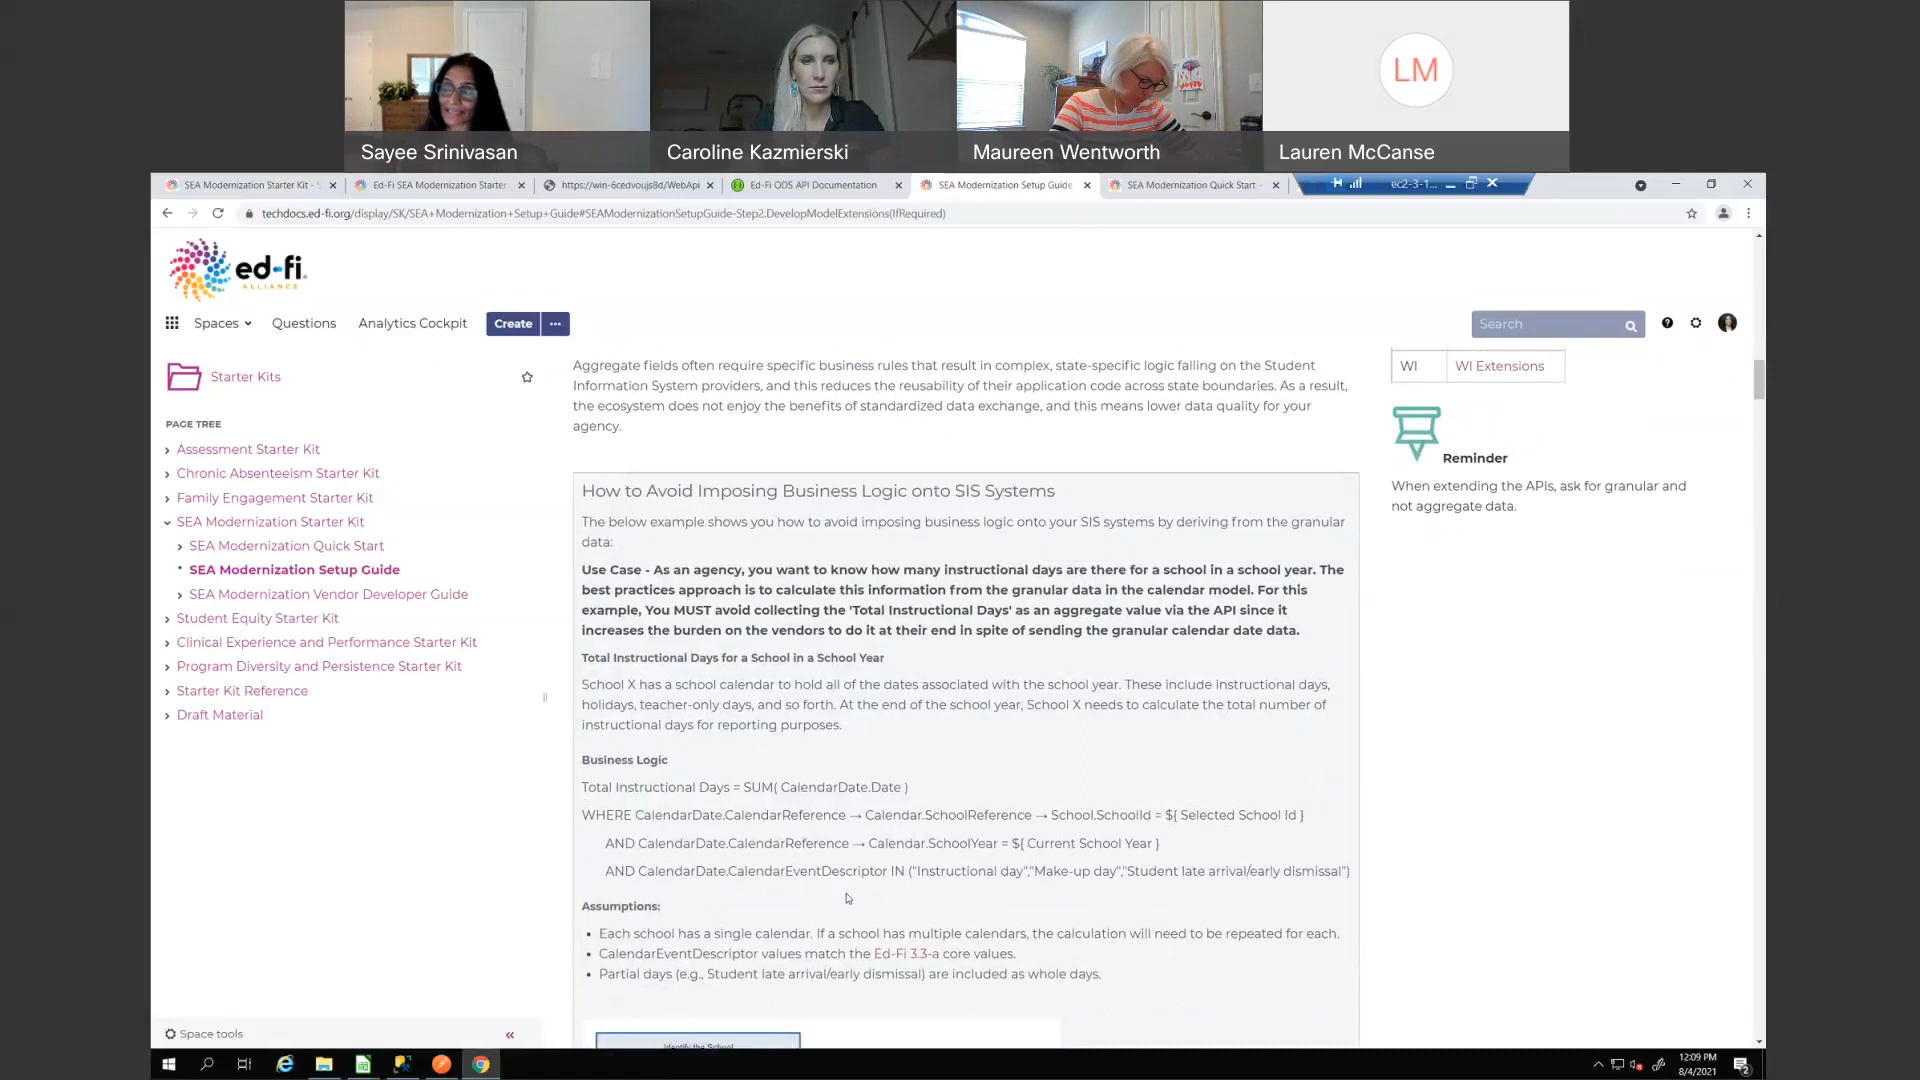 LM
Sayee Srinivasan
Caroline Kazmierski
Maureen Wentworth
Lauren McCanse
SEA Modernization Starter Kit -
Ed-Fi SEA Modernization Starter
https://win-6cedvoujs8d/WebApi
Ed-Fi ODS API Documentation
SEA Modernization Setup Guide
SEA Modernization Quick Start -
ec2-3-1...
techdocs.ed-fi.org/display/SK/SEA+Modernization+Setup+Guide#SEAModernizationSetupGuide-Step2.DevelopModelExtensions(IfRequired)
ed-fi
ALLIANCE
Spaces
Questions
Analytics Cockpit
Create
Search
Starter Kits
PAGE TREE
Assessment Starter Kit
Chronic Absenteeism Starter Kit
Family Engagement Starter Kit
SEA Modernization Starter Kit
SEA Modernization Quick Start
SEA Modernization Setup Guide
SEA Modernization Vendor Developer Guide
Student Equity Starter Kit
Clinical Experience and Performance Starter Kit
Program Diversity and Persistence Starter Kit
Starter Kit Reference
Draft Material
Space tools
Aggregate fields often require specific business rules that result in complex, state-specific logic falling on the Student
Information System providers, and this reduces the reusability of their application code across state boundaries. As a result,
the ecosystem does not enjoy the benefits of standardized data exchange, and this means lower data quality for your
agency.
How to Avoid Imposing Business Logic onto SIS Systems
The below example shows you how to avoid imposing business logic onto your SIS systems by deriving from the granular
data:
Use Case - As an agency, you want to know how many instructional days are there for a school in a school year. The
best practices approach is to calculate this information from the granular data in the calendar model. For this
example, You MUST avoid collecting the 'Total Instructional Days' as an aggregate value via the API since it
increases the burden on the vendors to do it at their end in spite of sending the granular calendar date data.
Total Instructional Days for a School in a School Year
School X has a school calendar to hold all of the dates associated with the school year. These include instructional days,
holidays, teacher-only days, and so forth. At the end of the school year, School X needs to calculate the total number of
instructional days for reporting purposes.
Business Logic
Total Instructional Days = SUM( CalendarDate.Date )
WHERE CalendarDate.CalendarReference → Calendar.SchoolReference → School.SchoolId = ${ Selected School Id }
AND CalendarDate.CalendarReference → Calendar.SchoolYear = ${ Current School Year }
AND CalendarDate.CalendarEventDescriptor IN ("Instructional day","Make-up day","Student late arrival/early dismissal")
Assumptions:
• Each school has a single calendar. If a school has multiple calendars, the calculation will need to be repeated for each.
• CalendarEventDescriptor values match the Ed-Fi 3.3-a core values.
• Partial days (e.g., Student late arrival/early dismissal) are included as whole days.
Identify the School
WI
WI Extensions
Reminder
When extending the APIs, ask for granular and
not aggregate data.
12:09 PM
8/4/2021
2